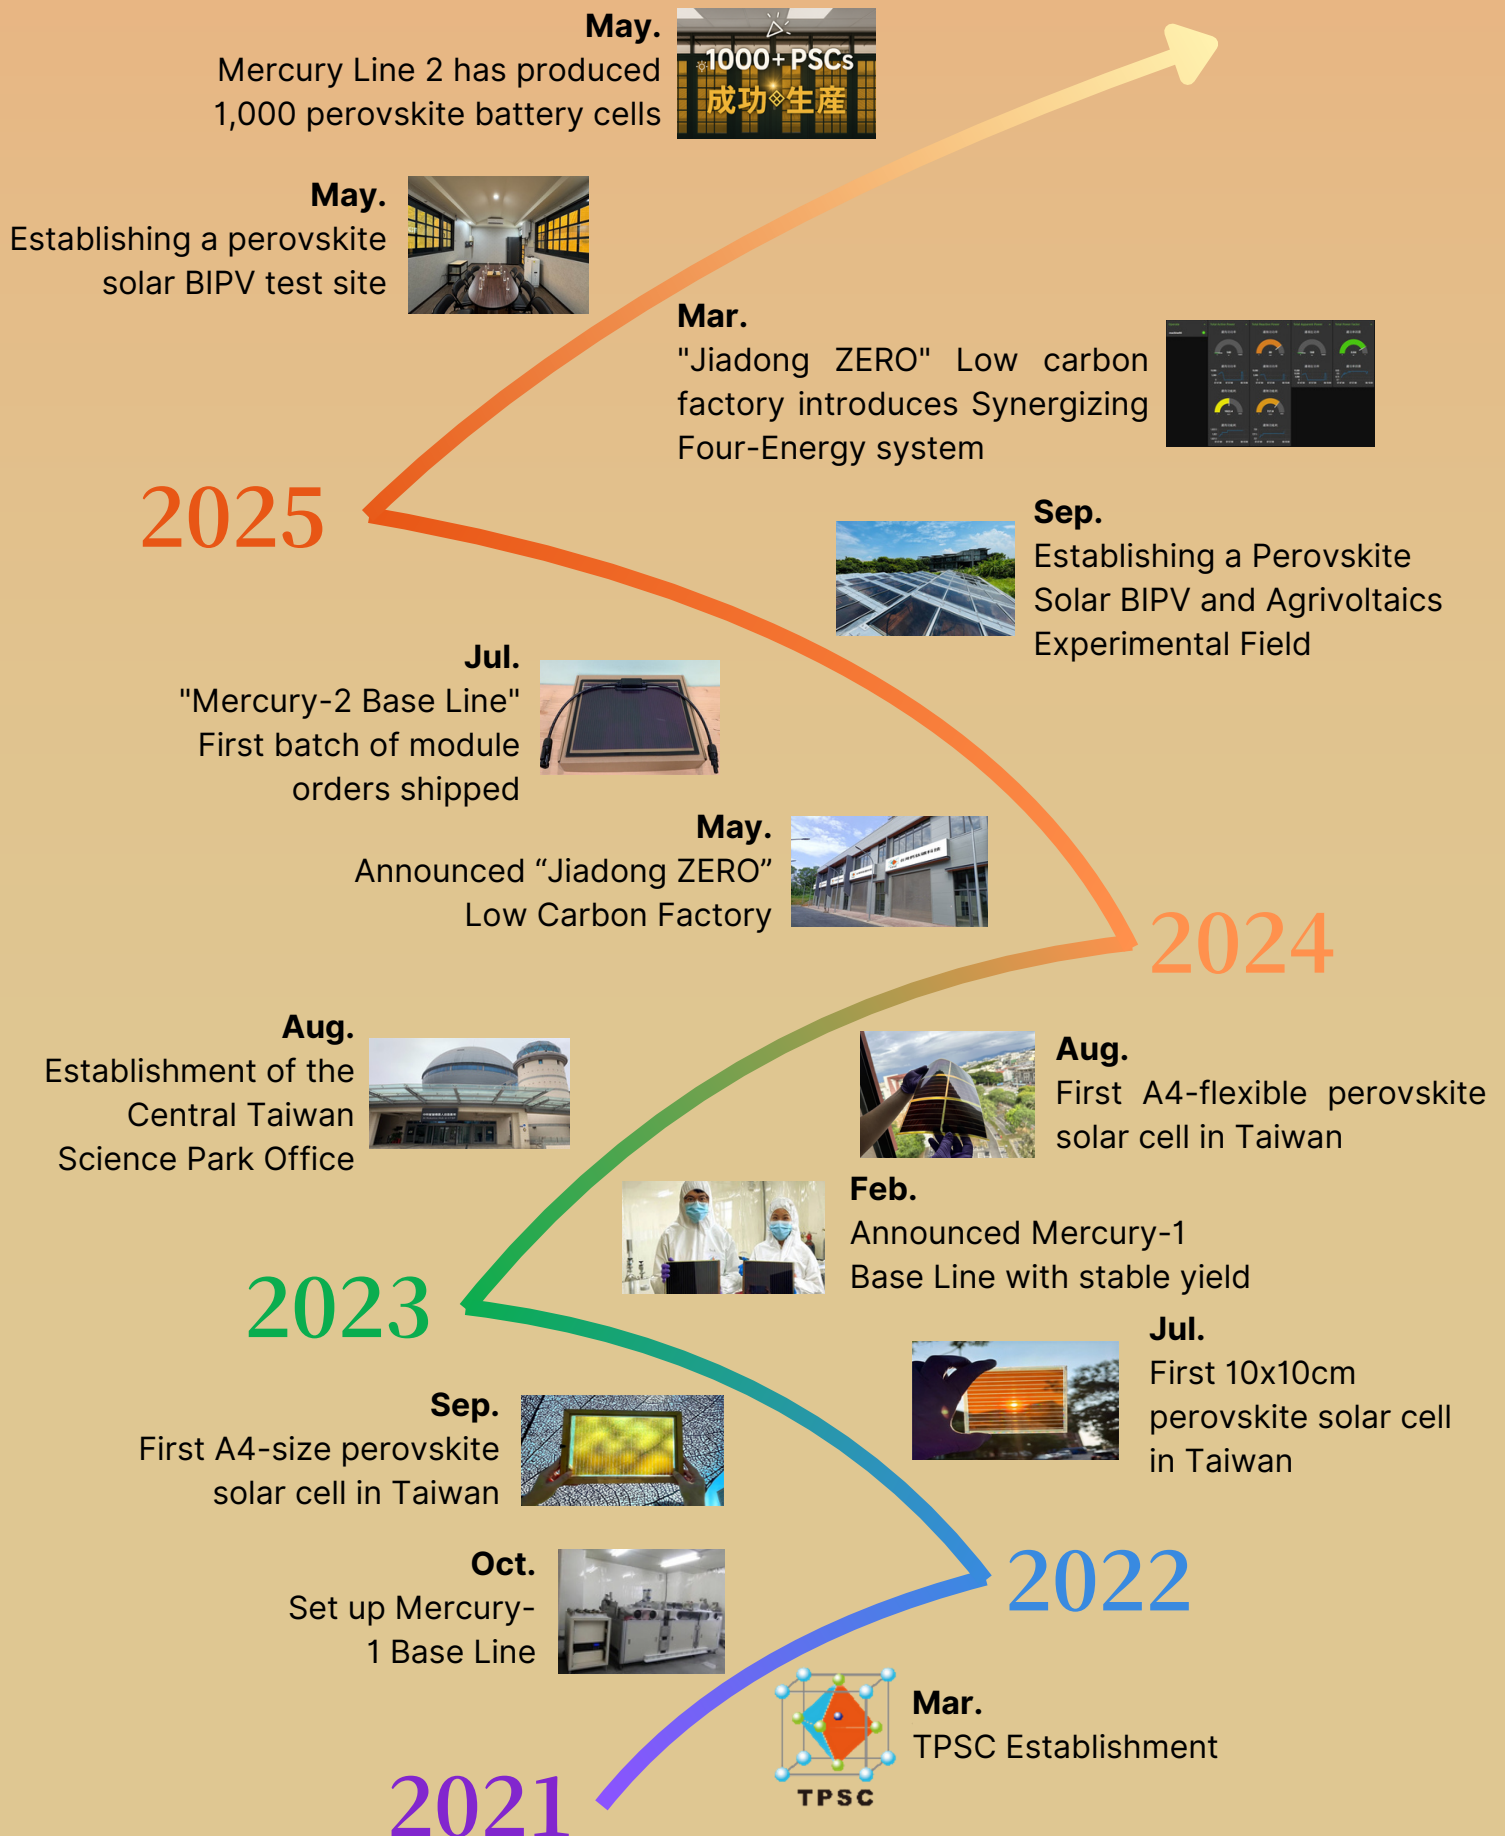 May.
Mercury Line 2 has produced
1,000 perovskite battery cells
1000+ PSCs
成功 生産
May.
Establishing a perovskite
solar BIPV test site
Mar.
"Jiadong ZERO" Low carbon
factory introduces Synergizing
Four-Energy system
2025
Sep.
Establishing a Perovskite
Solar BIPV and Agrivoltaics
Experimental Field
Jul.
"Mercury-2 Base Line"
First batch of module
orders shipped
May.
Announced “Jiadong ZERO”
Low Carbon Factory
2024
Aug.
Establishment of the
Central Taiwan
Science Park Office
Aug.
First A4-flexible perovskite
solar cell in Taiwan
Feb.
Announced Mercury-1
Base Line with stable yield
2023
Jul.
First 10x10cm
perovskite solar cell
in Taiwan
Sep.
First A4-size perovskite
solar cell in Taiwan
Oct.
Set up Mercury-
1 Base Line
2022
Mar.
TPSC Establishment
TPSC
2021